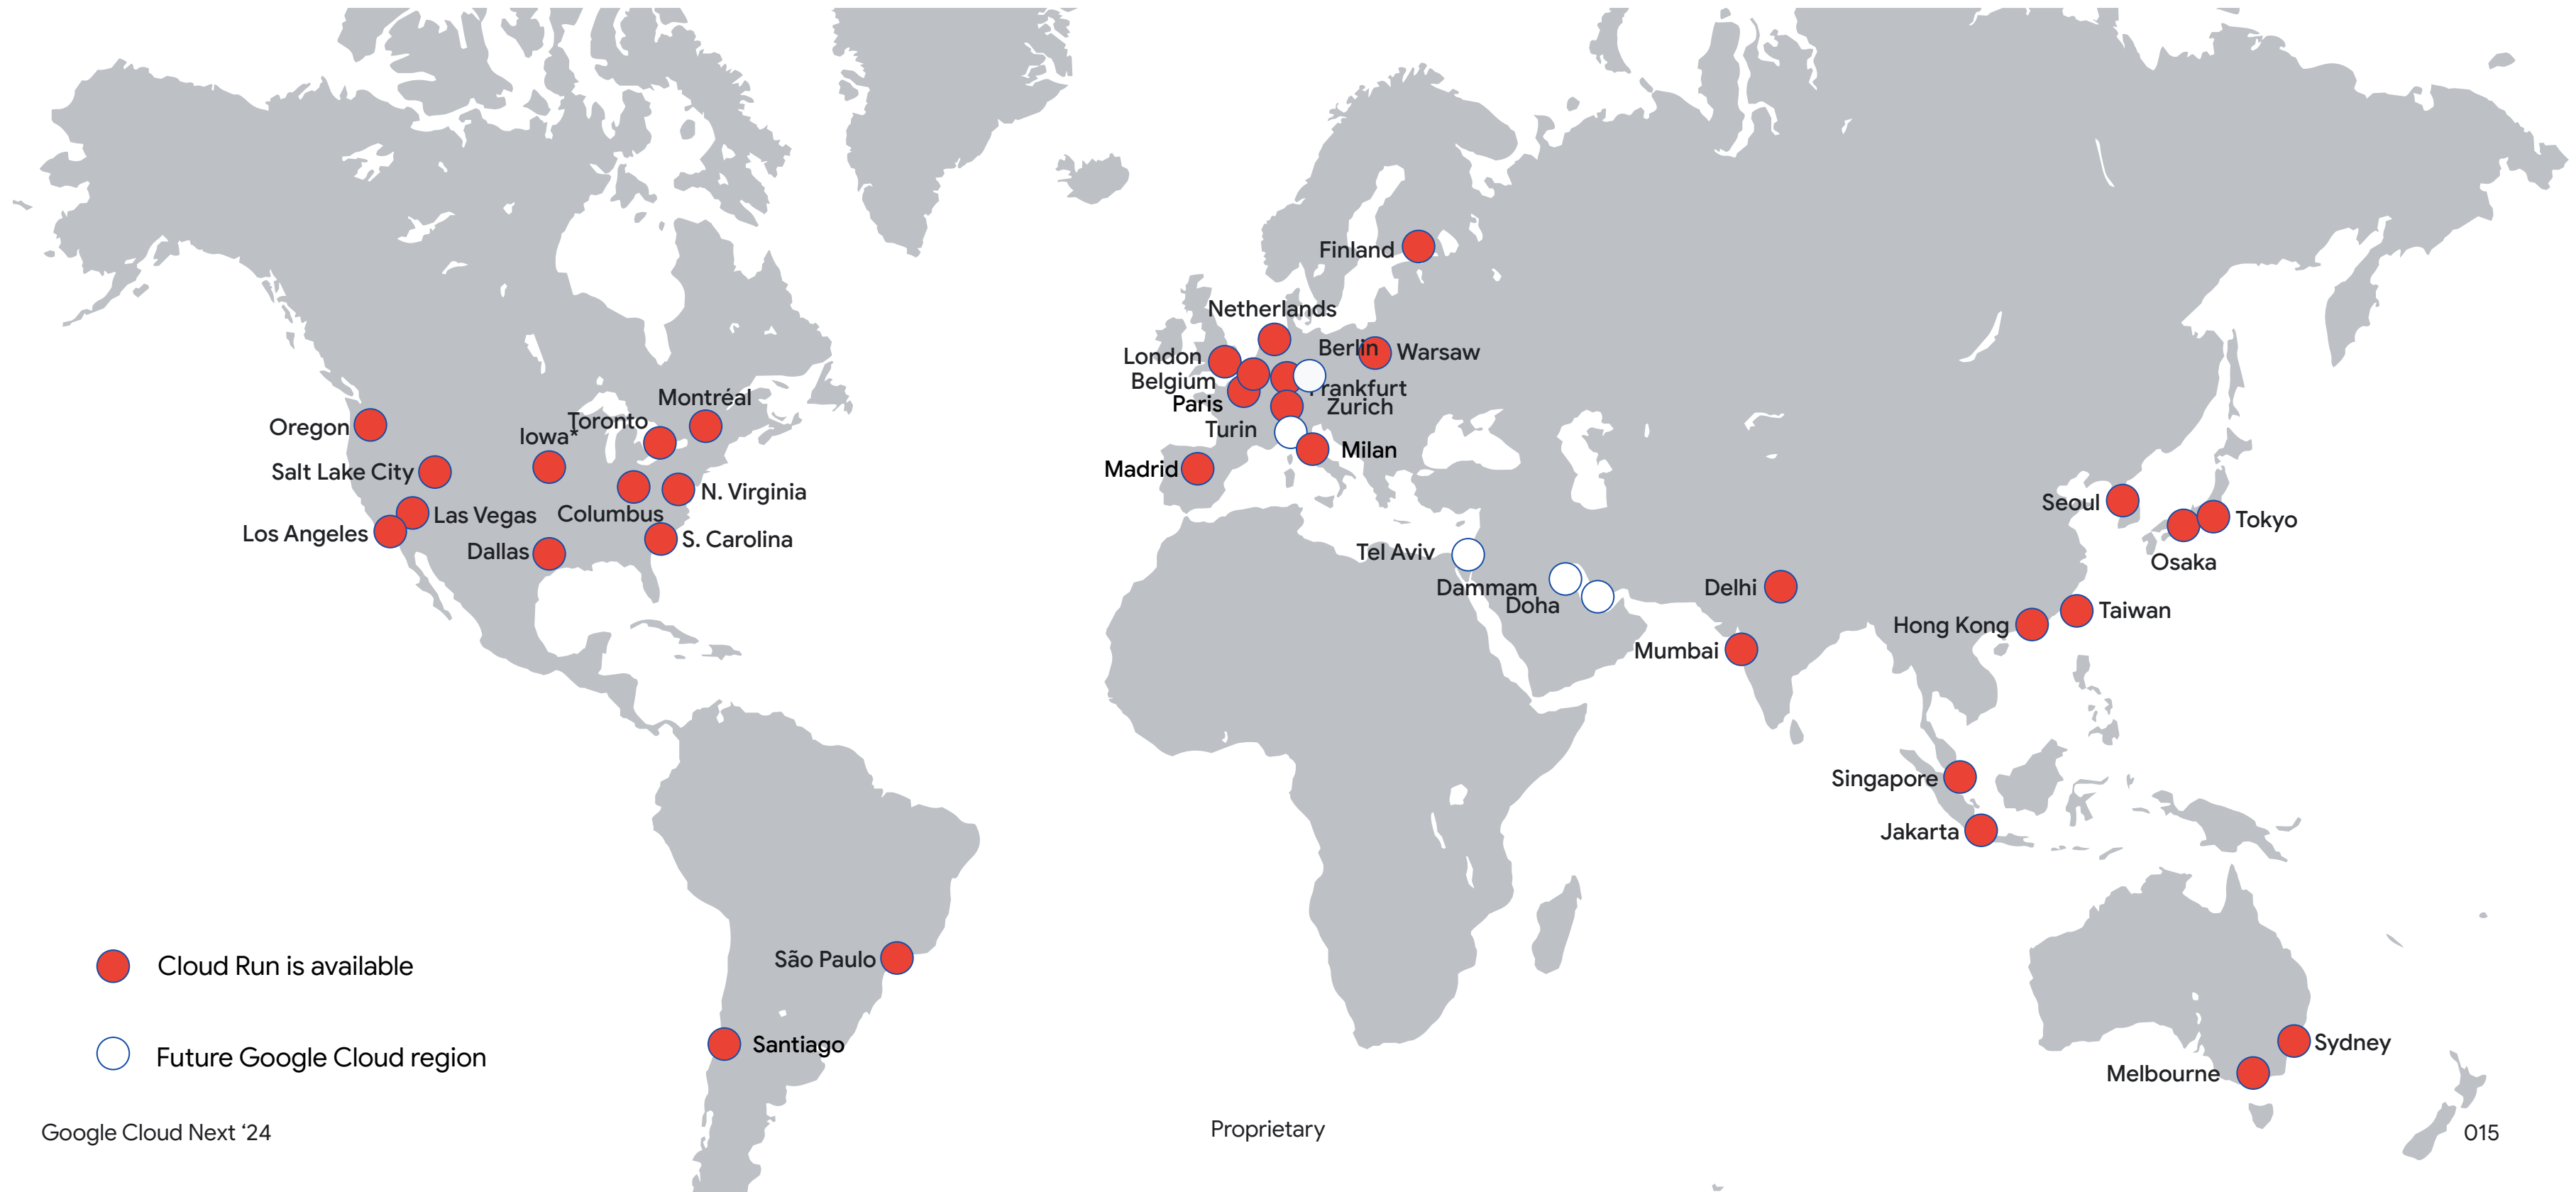 Finland
Netherlands
London
Berlin
Warsaw
Belgium
Frankfurt
Paris
Zurich
Turin
Milan
Madrid
Montréal
Toronto
Oregon
Iowa*
Salt Lake City
N. Virginia
Las Vegas
Columbus
Los Angeles
S. Carolina
Dallas
Seoul
Tokyo
Osaka
Tel Aviv
Dammam
Doha
Delhi
Taiwan
Hong Kong
Mumbai
Singapore
Jakarta
São Paulo
Santiago
Sydney
Melbourne
Cloud Run is available
Future Google Cloud region
Google Cloud Next ‘24
Proprietary
015